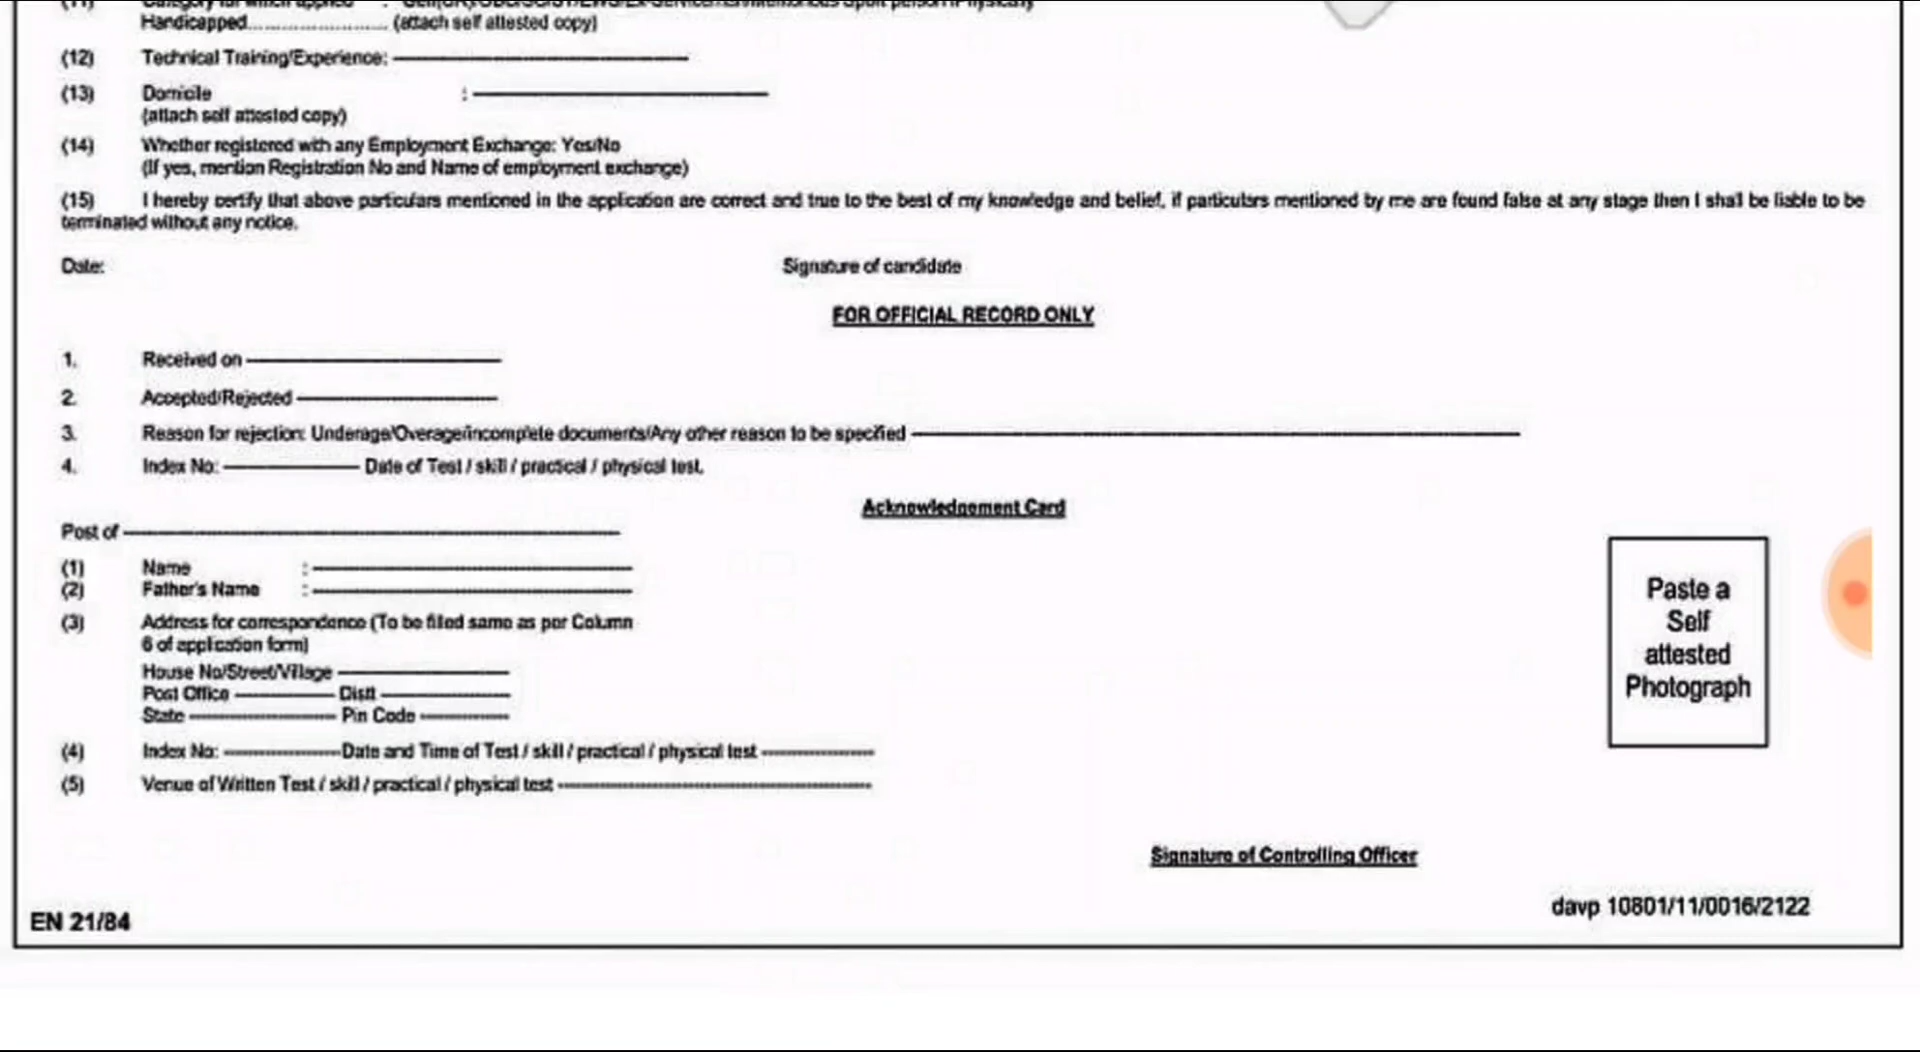 (11) Category for which applied : Gen(UR)/OBC/SC/ST/EWS/Ex-Servicemen/ person Physically
Handicapped........................... (attach self attested copy)
(12) Technical Training/Experience:
(13) Domicile :
(attach self attested copy)
(14) Whether registered with any Employment Exchange: Yes/No
(If yes, mention Registration No and Name of employment exchange)
(15) I hereby certify that above particulars mentioned in the application are correct and true to the best of my knowledge and belief, if particulars mentioned by me are found false at any stage then I shall be liable to be
terminated without any notice.
Date: Signature of candidate
FOR OFFICIAL RECORD ONLY
1. Received on
2. Accepted/Rejected
3. Reason for rejection: Underage/Overage/incomplete documents/Any other reason to be specified
4. Index No: Date of Test / skill / practical / physical test.
Acknowledgement Card
Post of
(1) Name :
(2) Father's Name :
(3) Address for correspondence (To be filled same as per Column
6 of application form)
House No/Street/Village
Post Office Distt
State Pin Code
(4) Index No: Date and Time of Test / skill / practical / physical test
(5) Venue of Written Test / skill / practical / physical test
Paste a
Self
attested
Photograph
Signature of Controlling Officer
davp 10801/11/0016/2122
EN 21/84